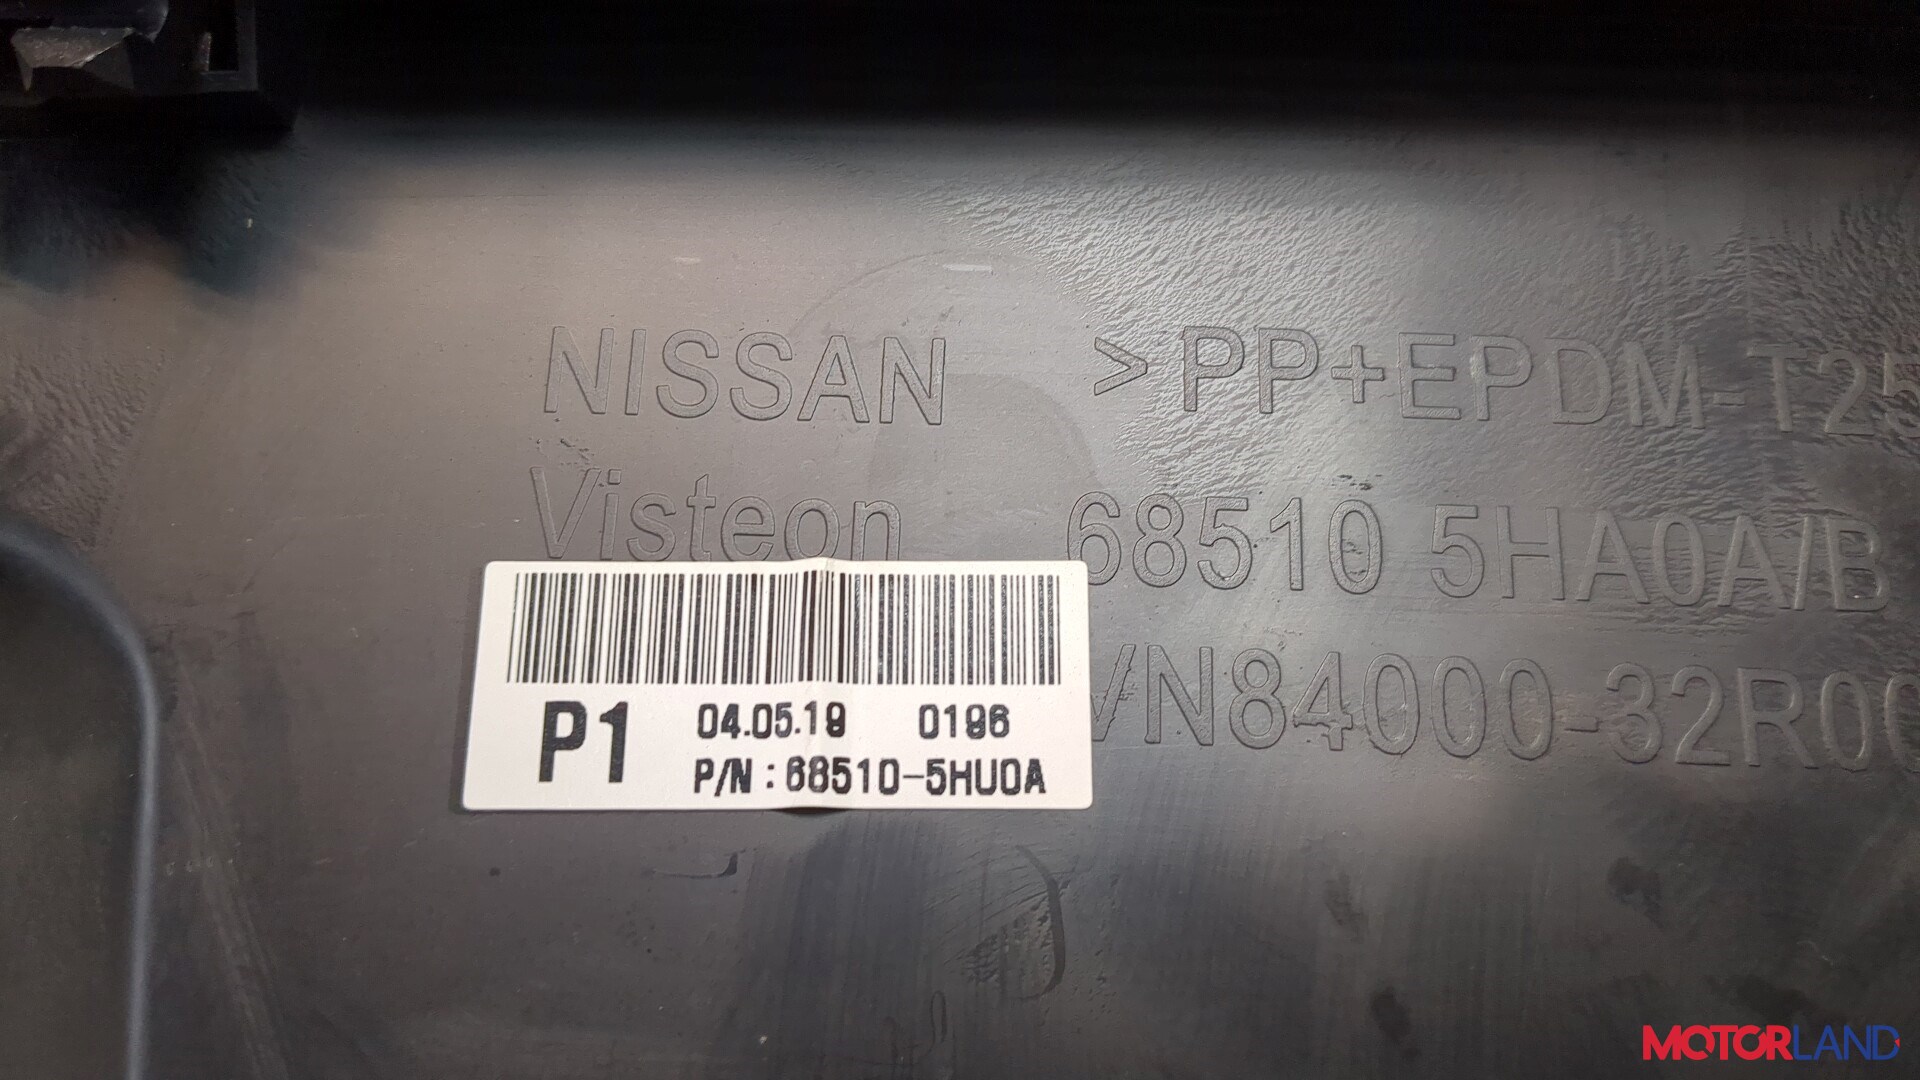 NISSAN >PP+EPDM-T25
Visteon 68510 5HA0A/B
VN84000-32R00
P1 04.05.19 0196
P/N : 68510-5HU0A
MOTORLAND